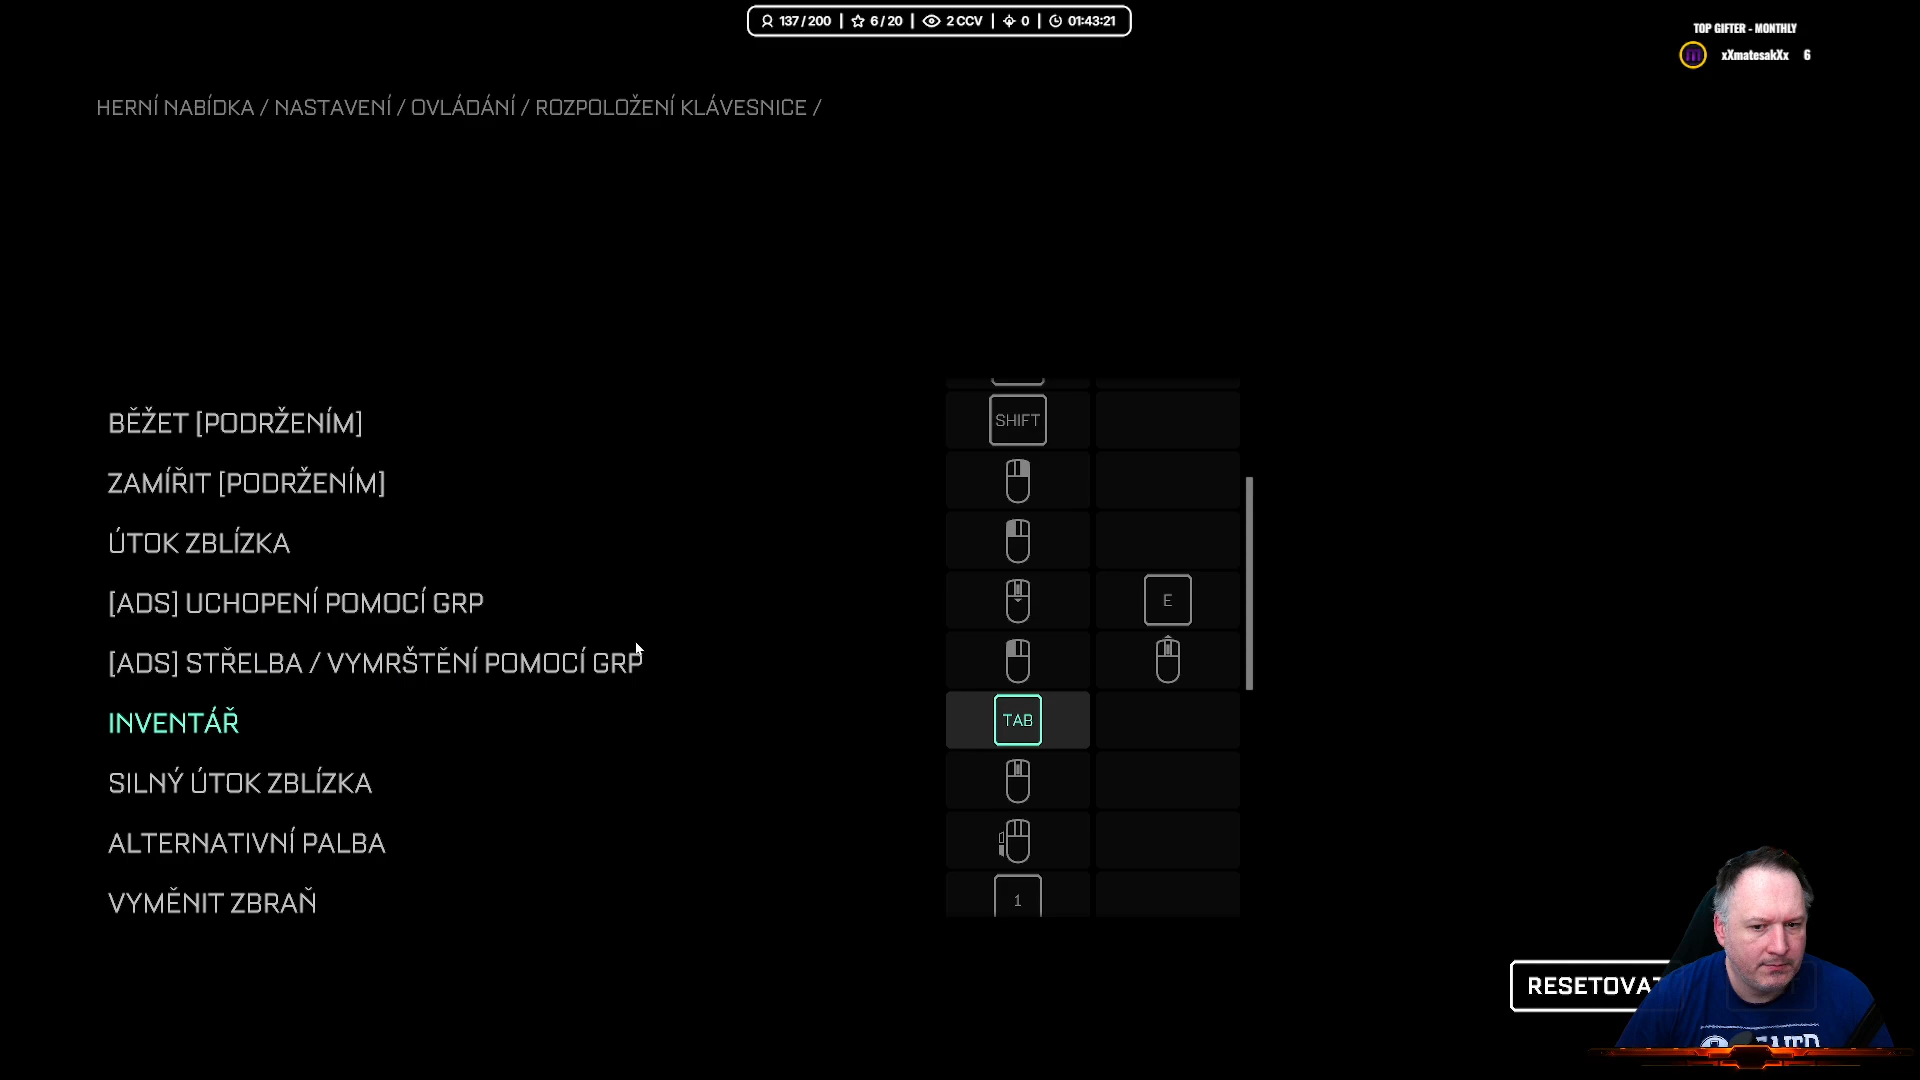 137 / 200 | 6 / 20 | 2 CCV | 0 | 01:43:21
TOP GIFTER - MONTHLY
xXmatesakXx 6
HERNÍ NABÍDKA / NASTAVENÍ / OVLÁDÁNÍ / ROZPOLOŽENÍ KLÁVESNICE /
BĚŽET [PODRŽENÍM] SHIFT
ZAMÍŘIT [PODRŽENÍM]
ÚTOK ZBLÍZKA
[ADS] UCHOPENÍ POMOCÍ GRP E
[ADS] STŘELBA / VYMRŠTĚNÍ POMOCÍ GRP
INVENTÁŘ TAB
SILNÝ ÚTOK ZBLÍZKA
ALTERNATIVNÍ PALBA
VYMĚNIT ZBRAŇ 1